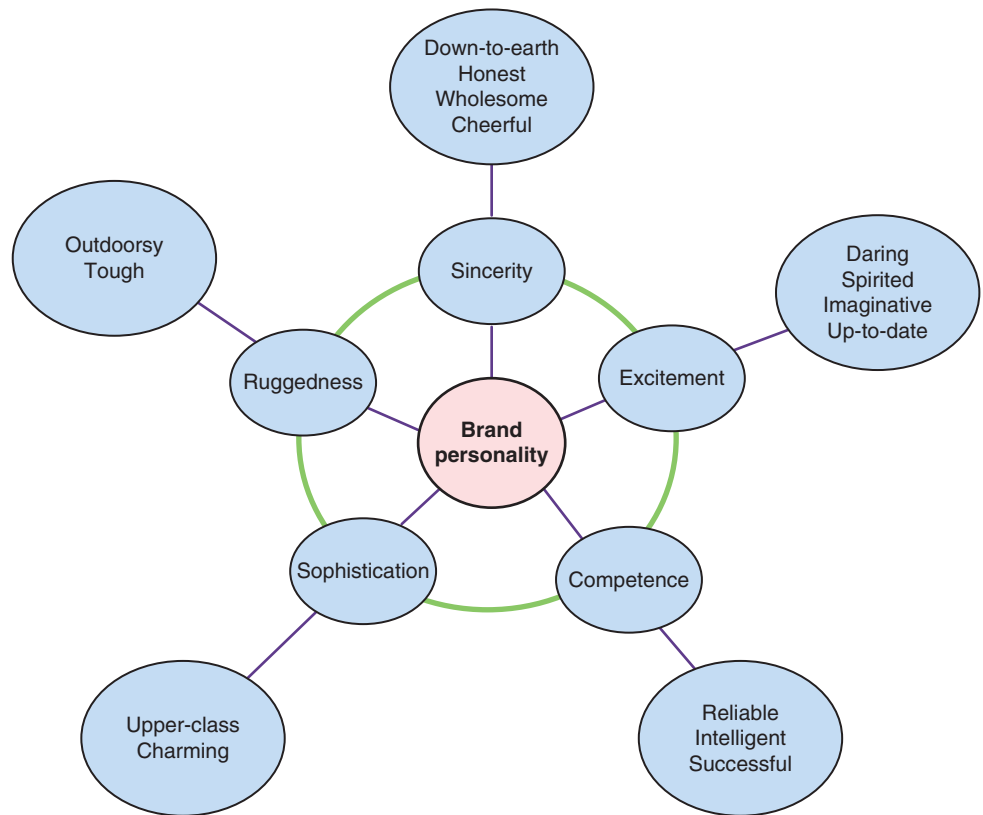 Down-to-earth
Honest
Wholesome
Cheerful
Outdoorsy
Tough
Sincerity
Daring
Spirited
Imaginative
Up-to-date
Ruggedness
Excitement
Brand
personality
Sophistication
Competence
Upper-class
Charming
Reliable
Intelligent
Successful